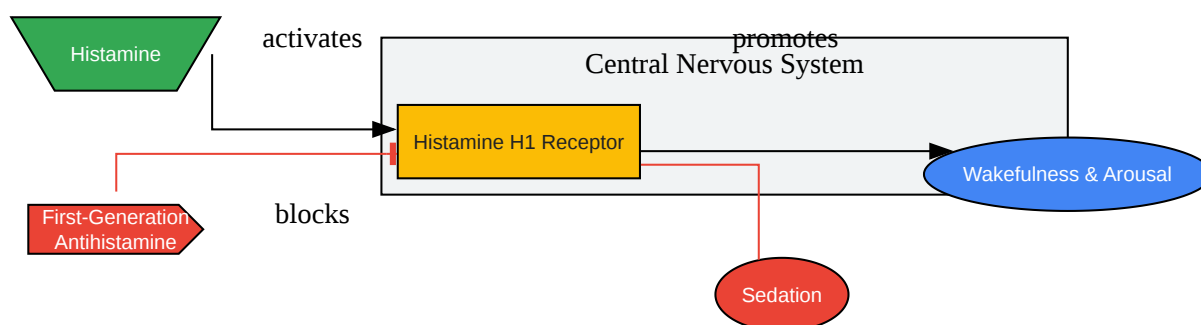 Histamine
activates
promotes
Central Nervous System
Histamine H1 Receptor
Wakefulness & Arousal
First-Generation
Antihistamine
blocks
Sedation